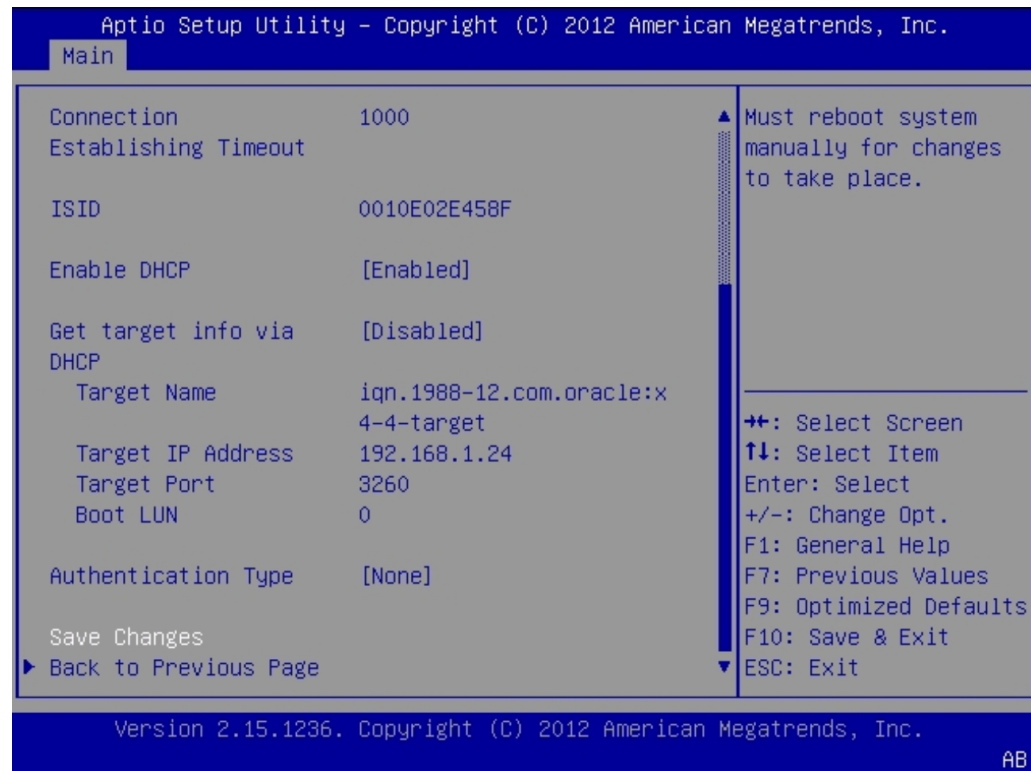 Aptio Setup Utility – Copyright (C) 2012 American Megatrends, Inc.
Main
Connection 1000
Establishing Timeout
ISID 0010E02E458F
Enable DHCP [Enabled]
Get target info via [Disabled]
DHCP
Target Name iqn.1988-12.com.oracle:x
4-4-target
Target IP Address 192.168.1.24
Target Port 3260
Boot LUN 0
Authentication Type [None]
Save Changes
Back to Previous Page
Must reboot system
manually for changes
to take place.
→←: Select Screen
↑↓: Select Item
Enter: Select
+/-: Change Opt.
F1: General Help
F7: Previous Values
F9: Optimized Defaults
F10: Save & Exit
ESC: Exit
Version 2.15.1236. Copyright (C) 2012 American Megatrends, Inc.
AB